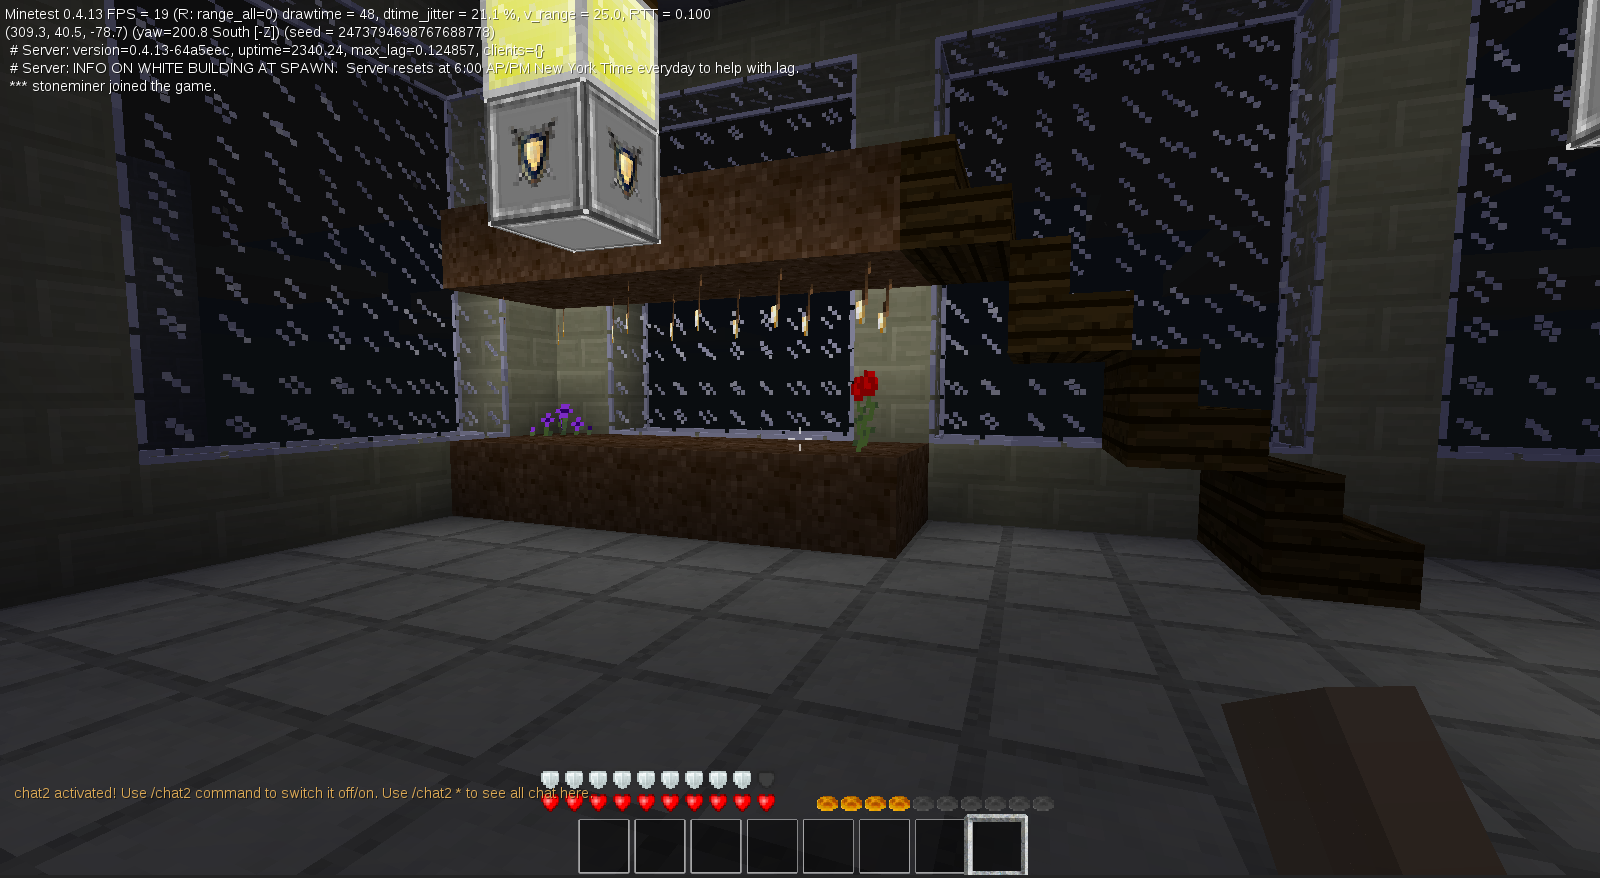 Minetest 0.4.13 FPS = 19 (R: range_all=0) drawtime = 48, dtime_jitter = 21.1 %, v_range = 25.0, RTT = 0.100
(309.3, 40.5, -78.7) (yaw=200.8 South [-Z]) (seed = 2473794698767688778)
# Server: version=0.4.13-64a5eec, uptime=2340.24, max_lag=0.124857, clients={}
# Server: INFO ON WHITE BUILDING AT SPAWN.  Server resets at 6:00 AP/PM New York Time everyday to help with lag.
*** stoneminer joined the game.
chat2 activated! Use /chat2 command to switch it off/on. Use /chat2 * to see all chat here.